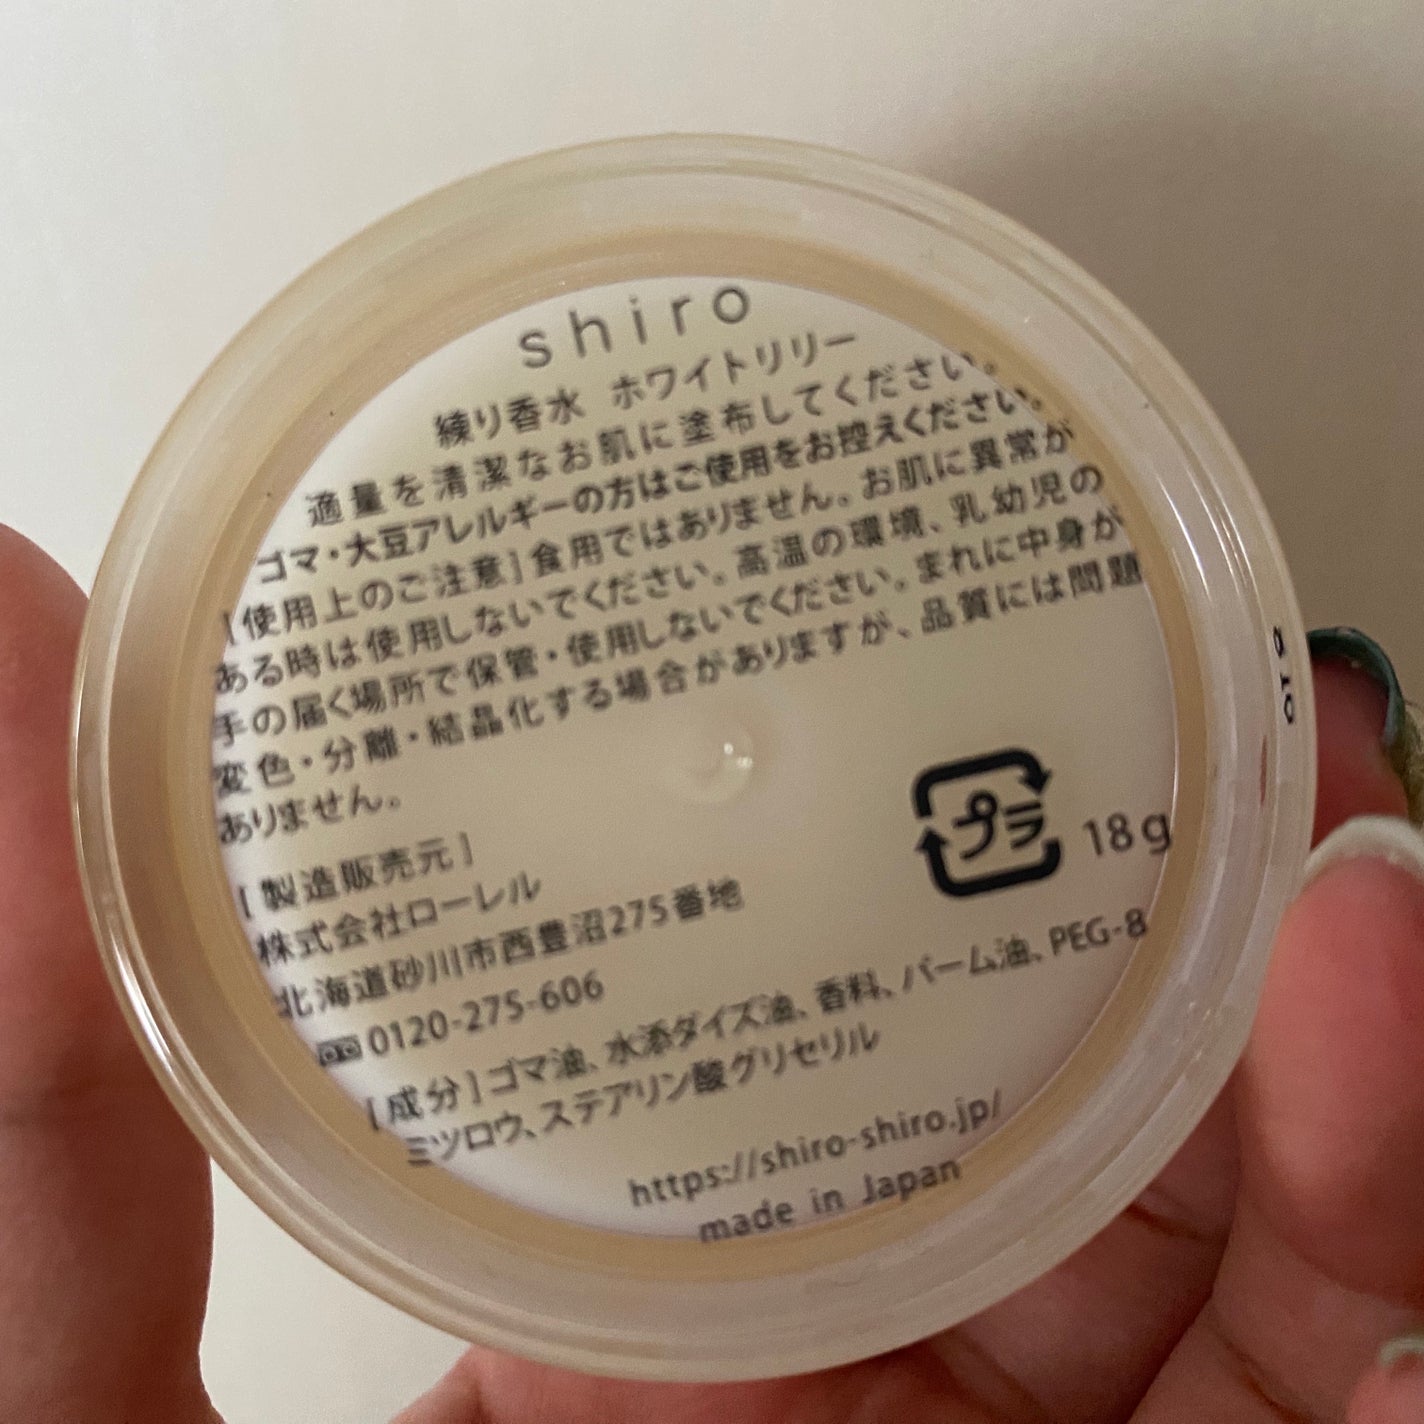 shiro
練り香水 ホワイトリリー
適量を清潔なお肌に塗布してください。
ゴマ・大豆アレルギーの方はご使用をお控えください。
[使用上のご注意]食用ではありません。お肌に異常が
ある時は使用しないでください。高温の環境、乳幼児の
手の届く場所で保管・使用しないでください。まれに中身が
変色・分離・結晶化する場合がありますが、品質には問題
ありません。
[製造販売元]
株式会社ローレル
北海道砂川市西豊沼275番地
0120-275-606
プラ 18g
[成分]ゴマ油、水添ダイズ油、香料、パーム油、PEG-8
ミツロウ、ステアリン酸グリセリル
https://shiro-shiro.jp/
made in Japan